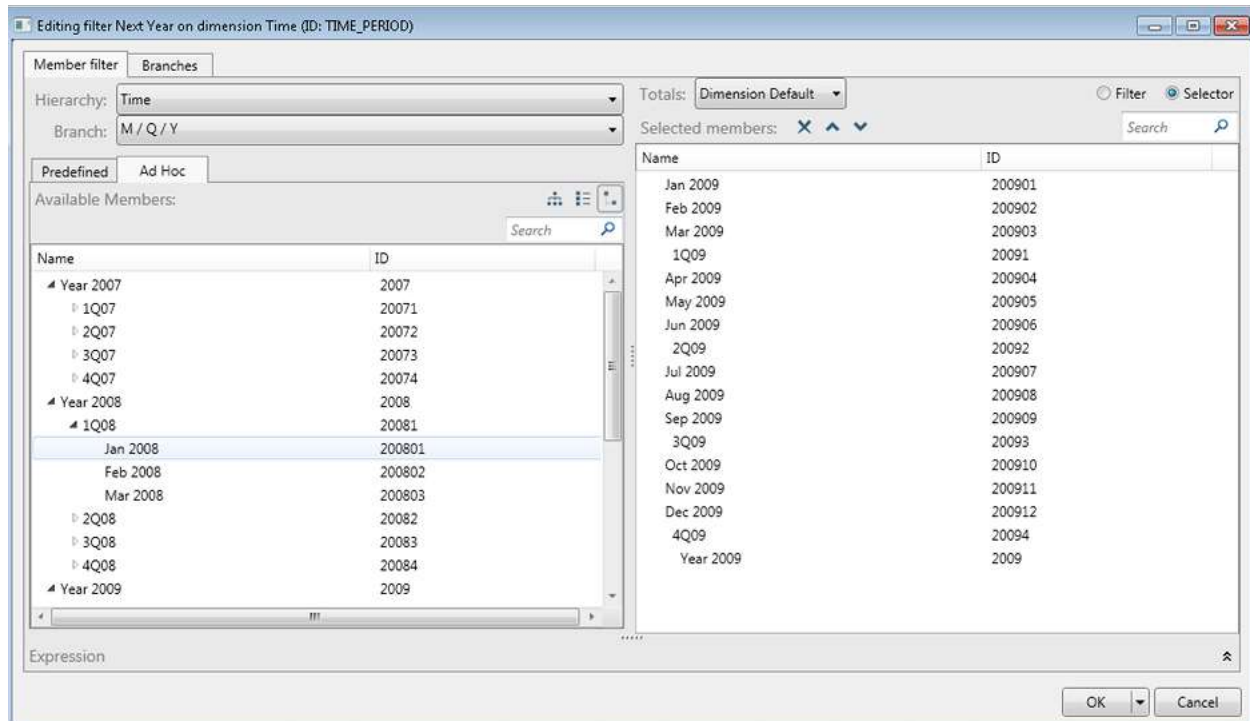 Editing filter Next Year on dimension Time (ID: TIME_PERIOD)
Member filter Branches
Hierarchy: Time
Branch: M / Q / Y
Predefined Ad Hoc
Available Members:
Search
Name ID
Year 2007 2007
1Q07 20071
2Q07 20072
3Q07 20073
4Q07 20074
Year 2008 2008
1Q08 20081
Jan 2008 200801
Feb 2008 200802
Mar 2008 200803
2Q08 20082
3Q08 20083
4Q08 20084
Year 2009 2009
Totals: Dimension Default Filter Selector
Selected members: Search
Name ID
Jan 2009 200901
Feb 2009 200902
Mar 2009 200903
1Q09 20091
Apr 2009 200904
May 2009 200905
Jun 2009 200906
2Q09 20092
Jul 2009 200907
Aug 2009 200908
Sep 2009 200909
3Q09 20093
Oct 2009 200910
Nov 2009 200911
Dec 2009 200912
4Q09 20094
Year 2009 2009
Expression
OK Cancel